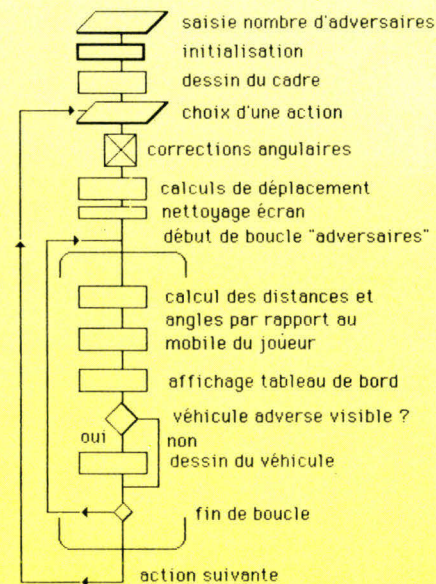 saisie nombre d'adversaires
initialisation
dessin du cadre
choix d'une action
corrections angulaires
calculs de déplacement
nettoyage écran
début de boucle "adversaires"
calcul des distances et
angles par rapport au
mobile du joueur
affichage tableau de bord
véhicule adverse visible ?
oui
non
dessin du véhicule
fin de boucle
action suivante